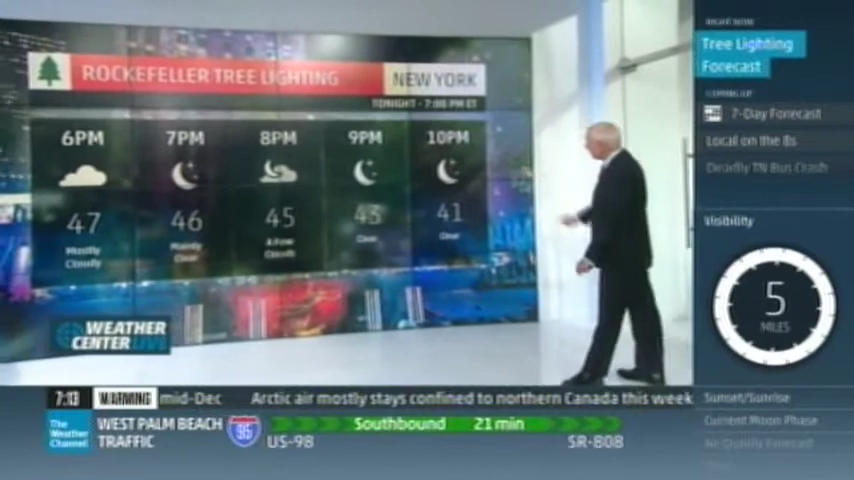 ROCKEFELLER TREE LIGHTING
NEW YORK
TONIGHT - 7:00 PM ET
6PM 7PM 8PM 9PM 10PM
47 46 45 43 41
Mostly
Cloudy
Mainly
Clear
A Few
Clouds
Clear
Clear
WEATHER
CENTER LIVE
RIGHT NOW
Tree Lighting
Forecast
COMING UP
7-Day Forecast
Local on the 8s
Deadly TN Bus Crash
Visibility
5
MILES
Sunset/Sunrise
Current Moon Phase
Air Quality Forecast
7:13 WARMING mid-Dec Arctic air mostly stays confined to northern Canada this week
The
Weather
Channel
WEST PALM BEACH
TRAFFIC
95
Southbound 21 min
US-98 SR-808